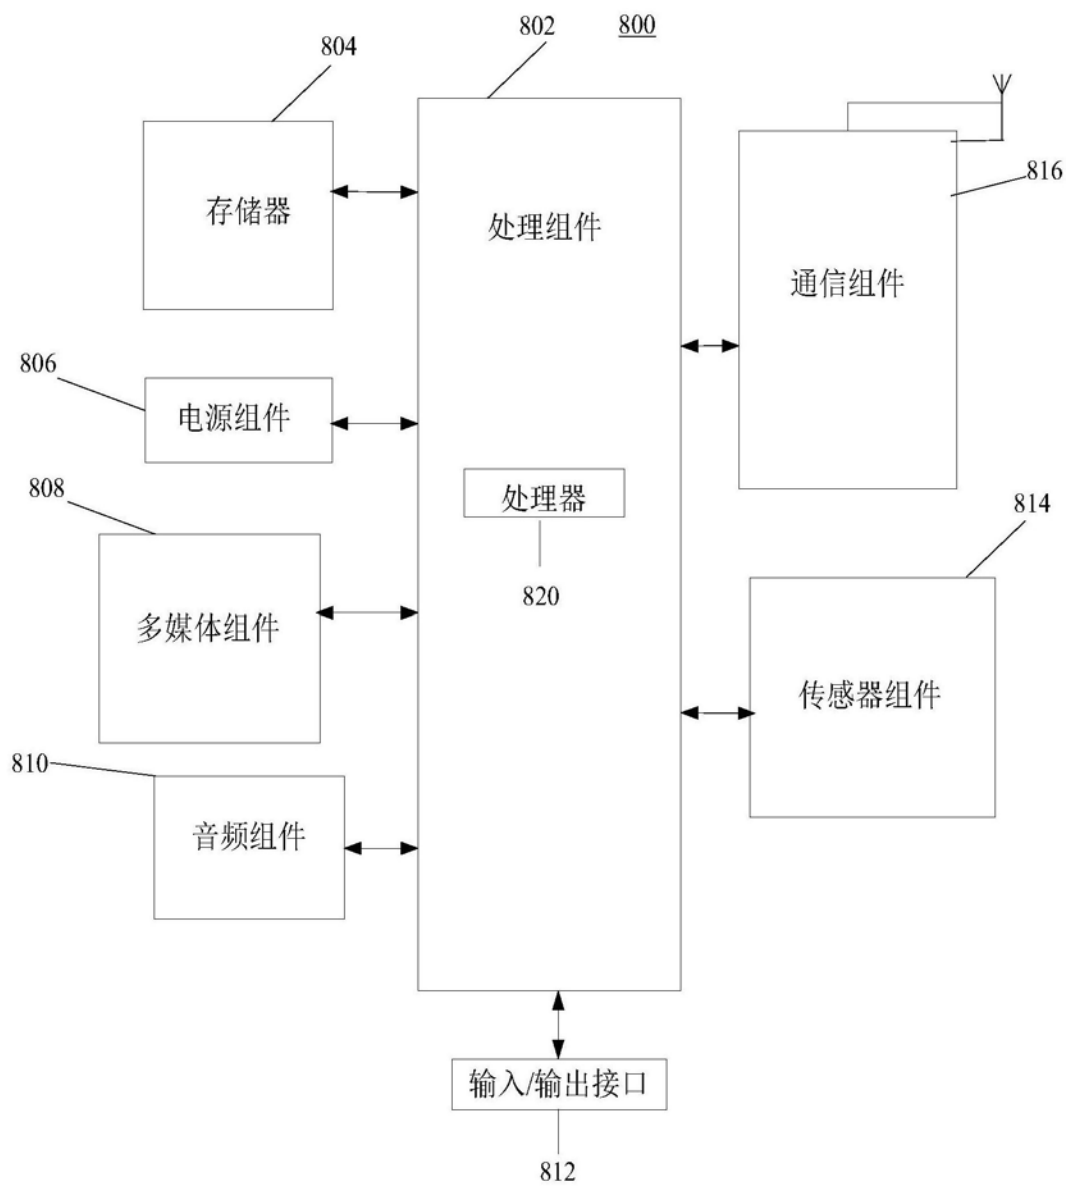 802
800
804
存储器
处理组件
816
通信组件
806
电源组件
808
处理器
814
820
多媒体组件
传感器组件
810
音频组件
输入/输出接口
812